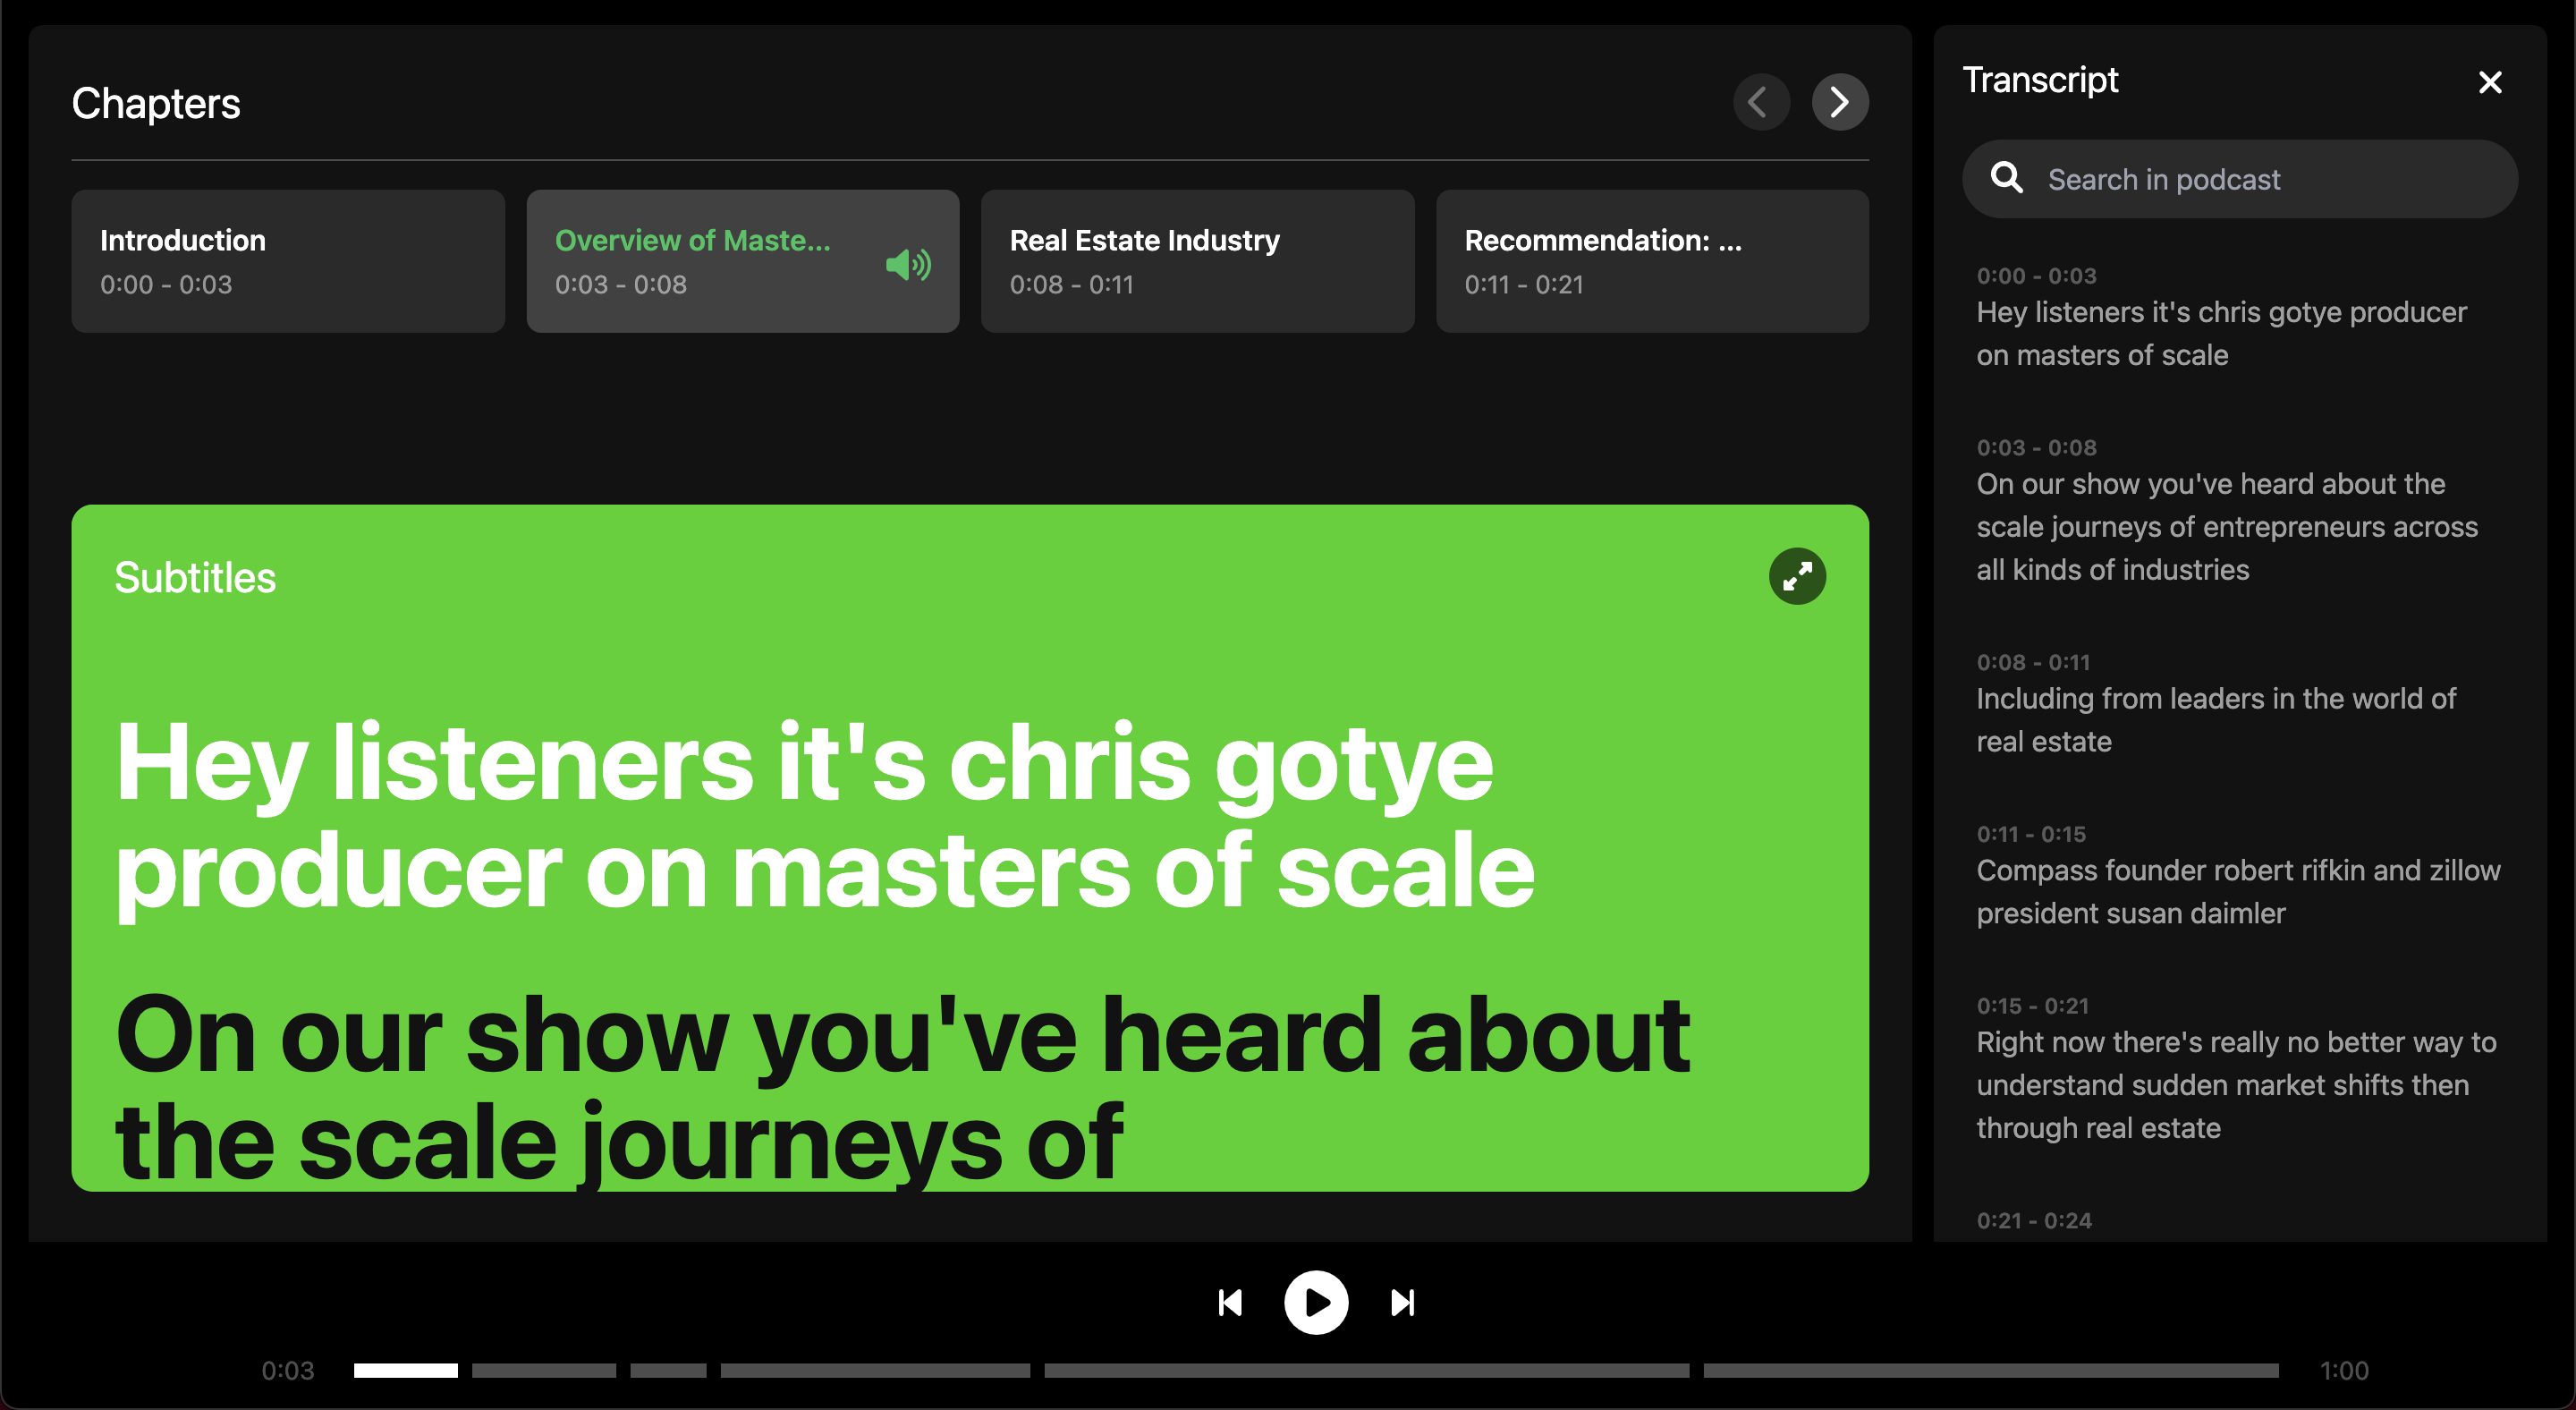 Chapters
Introduction
0:00 - 0:03
Overview of Maste...
0:03 - 0:08
Real Estate Industry
0:08 - 0:11
Recommendation: ...
0:11 - 0:21
Subtitles
Hey listeners it's chris gotye
producer on masters of scale
On our show you've heard about
the scale journeys of
Transcript
Search in podcast
0:00 - 0:03
Hey listeners it's chris gotye producer
on masters of scale
0:03 - 0:08
On our show you've heard about the
scale journeys of entrepreneurs across
all kinds of industries
0:08 - 0:11
Including from leaders in the world of
real estate
0:11 - 0:15
Compass founder robert rifkin and zillow
president susan daimler
0:15 - 0:21
Right now there's really no better way to
understand sudden market shifts then
through real estate
0:21 - 0:24
0:03
1:00